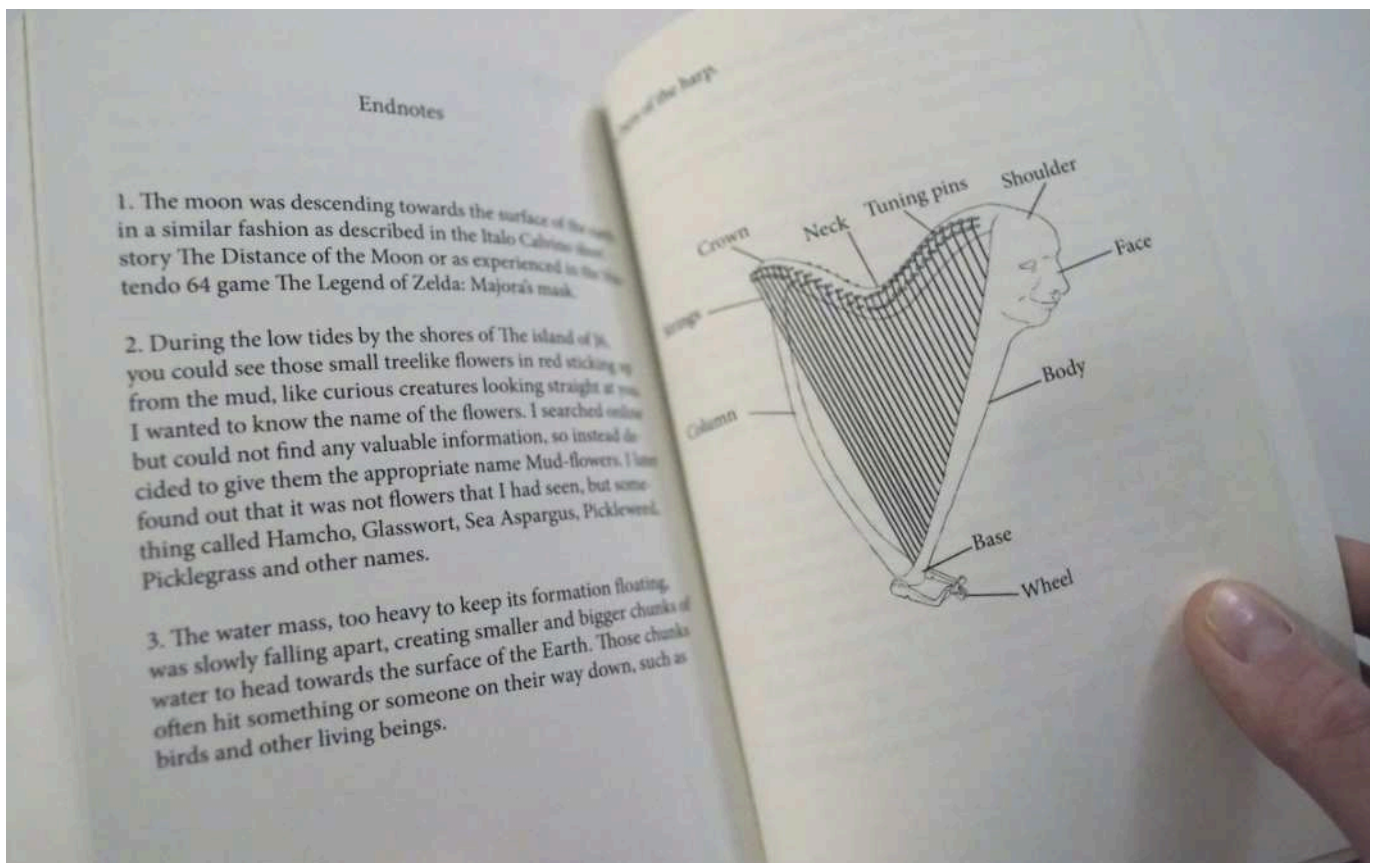 Endnotes
1. The moon was descending towards the surface of the
in a similar fashion as described in the Italo Calvino short
story The Distance of the Moon or as experienced in the
tendo 64 game The Legend of Zelda: Majora's mask.
2. During the low tides by the shores of The island of
you could see those small treelike flowers in red sticking up
from the mud, like curious creatures looking straight at you.
I wanted to know the name of the flowers. I searched online
but could not find any valuable information, so instead de-
cided to give them the appropriate name Mud-flowers. I later
found out that it was not flowers that I had seen, but some-
thing called Hamcho, Glasswort, Sea Aspargus, Pickleweed,
Picklegrass and other names.
3. The water mass, too heavy to keep its formation floating,
was slowly falling apart, creating smaller and bigger chunks of
water to head towards the surface of the Earth. Those chunks
often hit something or someone on their way down, such as
birds and other living beings.
of the harp.
Shoulder
Tuning pins
Neck
Crown
Face
Strings
Body
Column
Base
Wheel